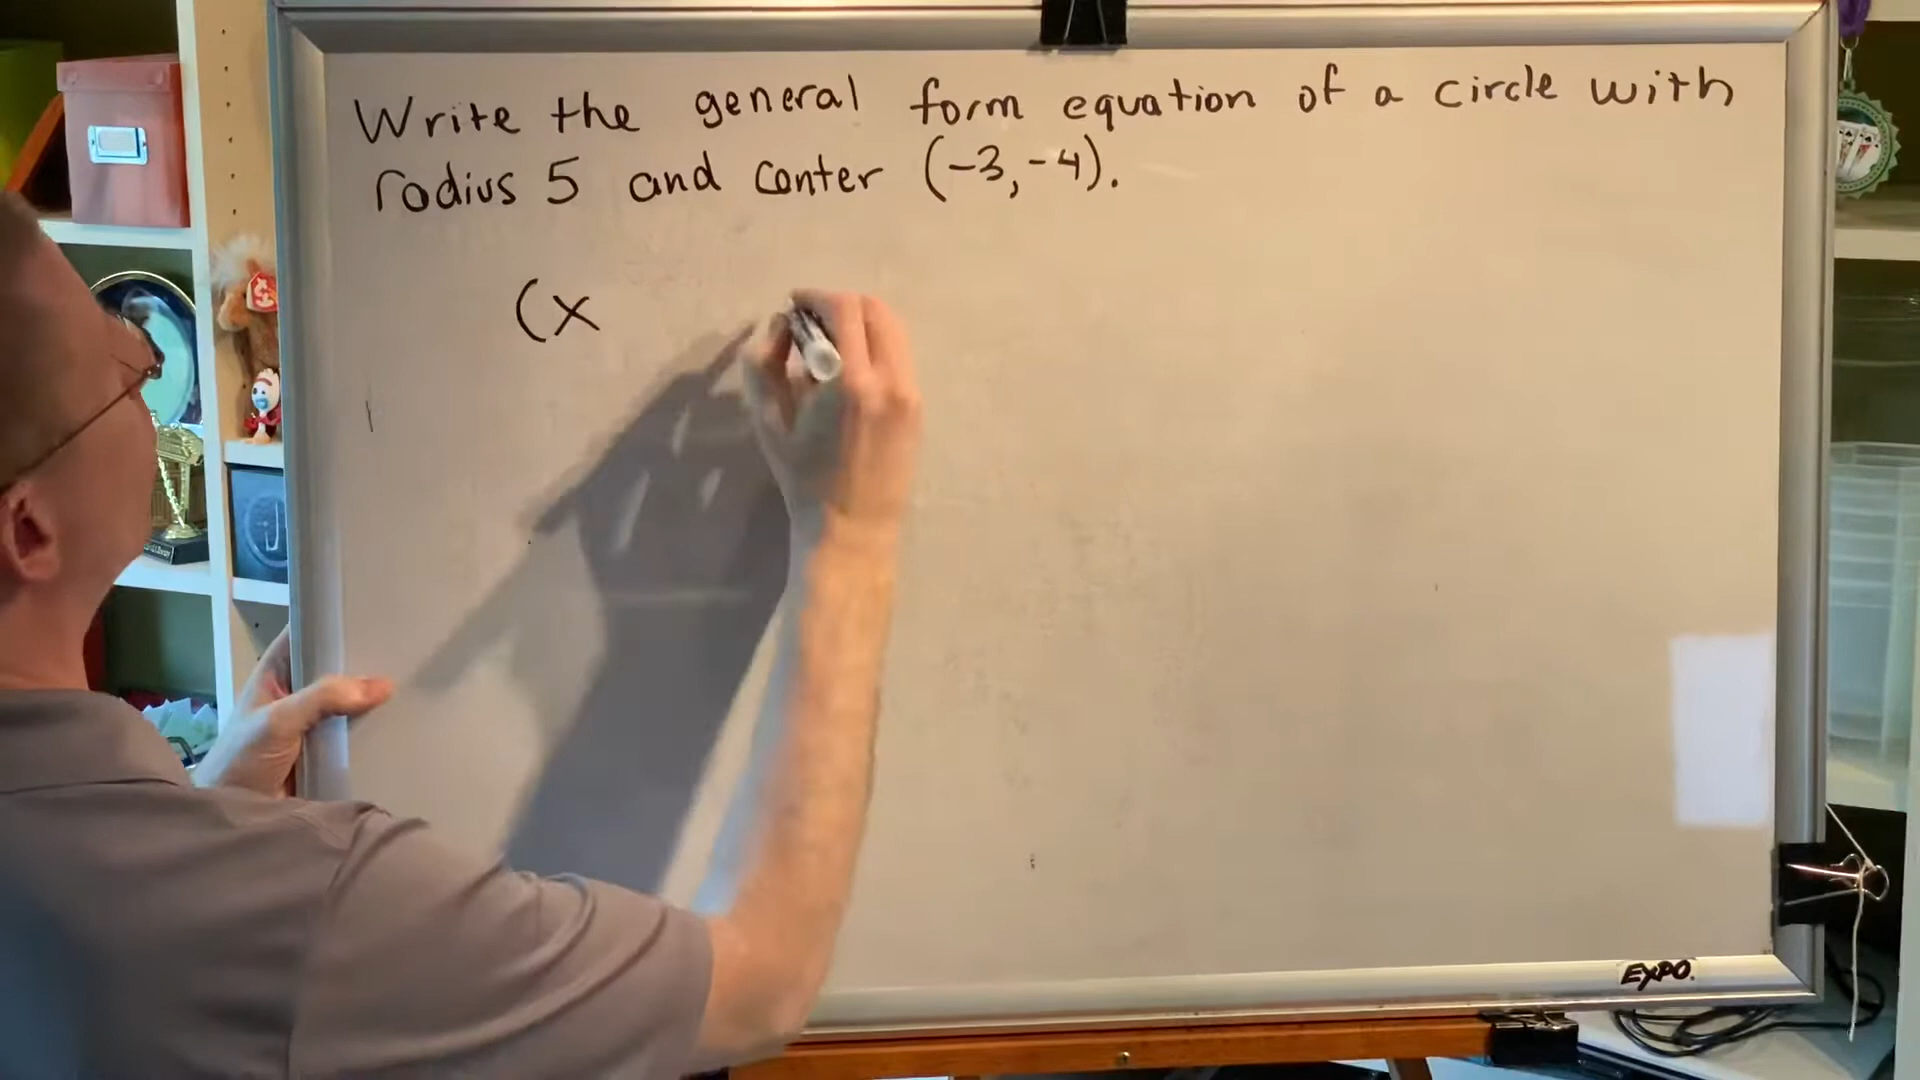 Write the general form equation of a circle with
radius 5 and center (-3,-4).
(x
EXPO.